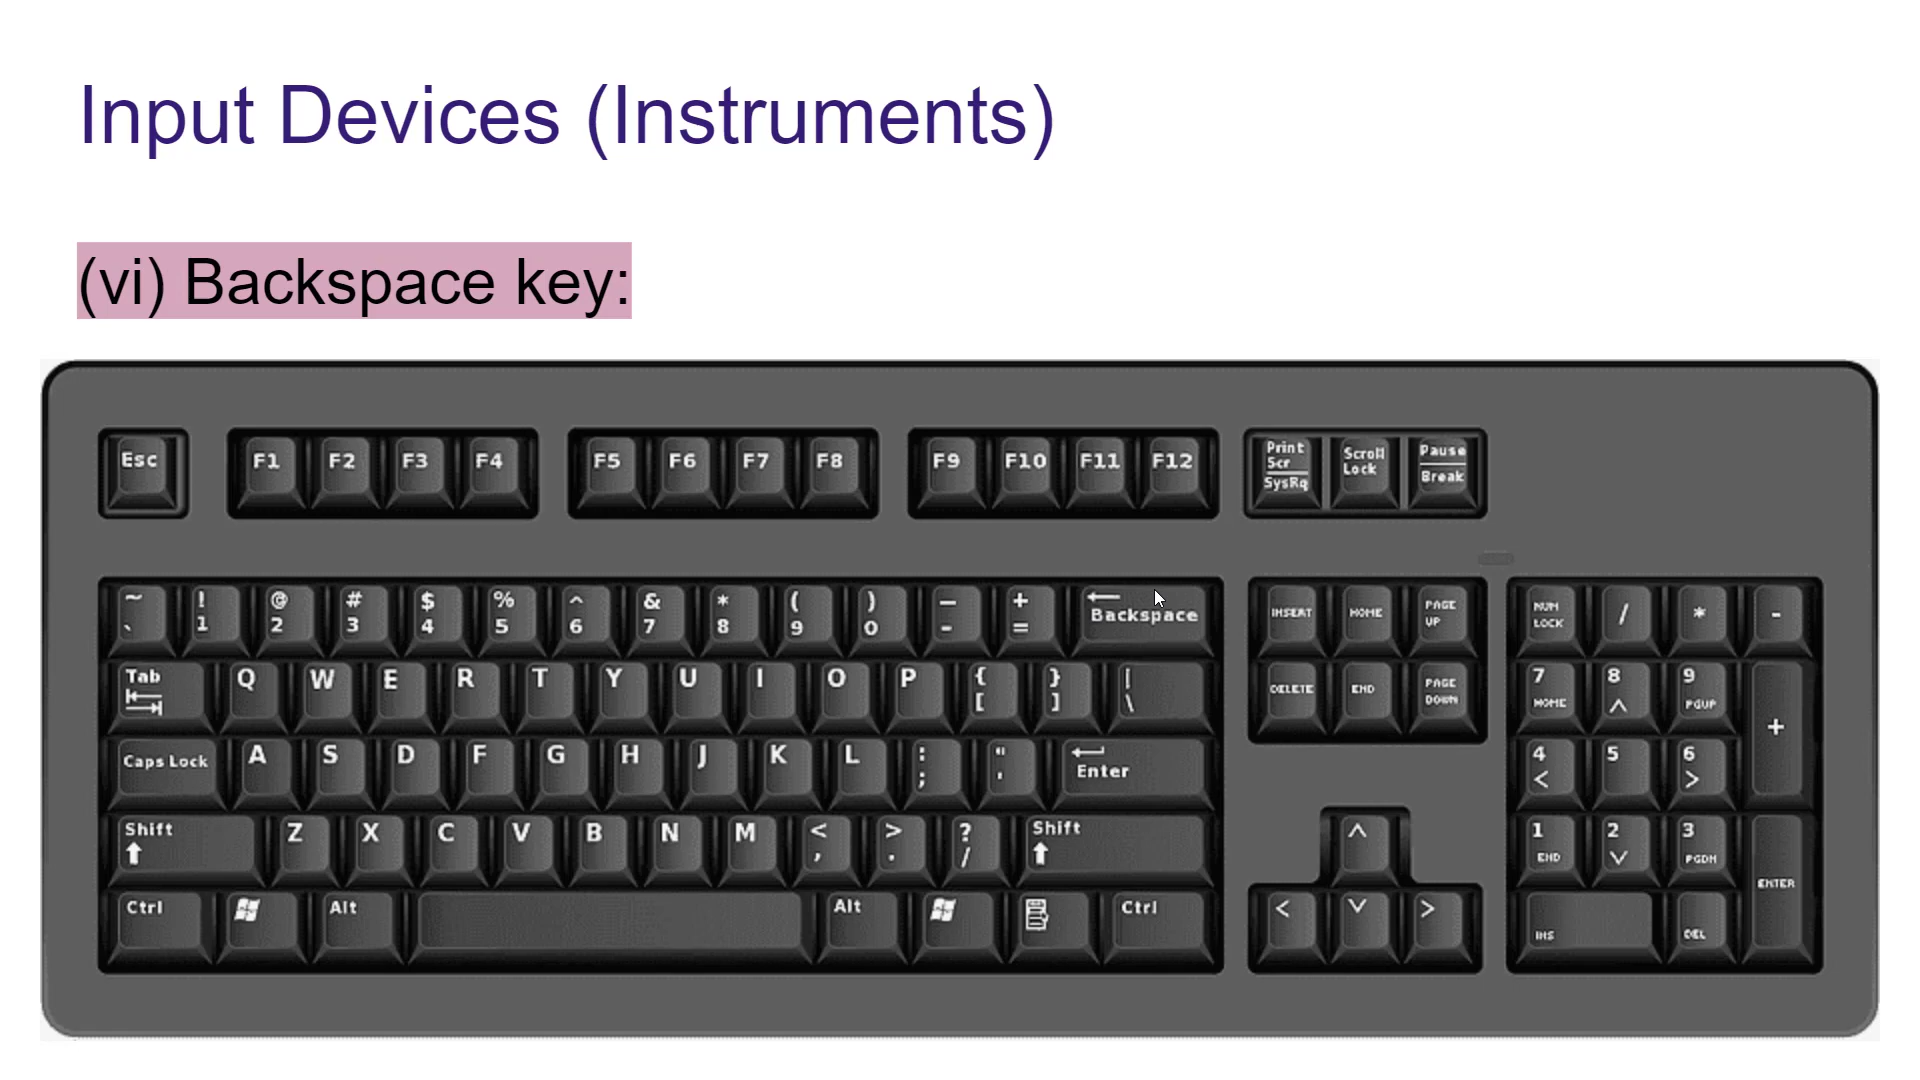 Input Devices (Instruments)
(vi) Backspace key:
Esc F1 F2 F3 F4 F5 F6 F7 F8 F9 F10 F11 F12 Print Scr SysRq Scroll Lock Pause Break
~ ` ! 1 @ 2 # 3 $ 4 % 5 ^ 6 & 7 * 8 ( 9 ) 0 — - + = ← Backspace INSERT HOME PAGE UP NUM LOCK / * -
Tab Q W E R T Y U I O P { [ } ] | \ DELETE END PAGE DOWN 7 HOME 8 ^ 9 PGUP +
Caps Lock A S D F G H J K L : ; " ' Enter 4 < 5 6 >
Shift Z X C V B N M < , > . ? / Shift ^ 1 END 2 v 3 PGDN ENTER
Ctrl Alt Alt Ctrl < v > INS DEL